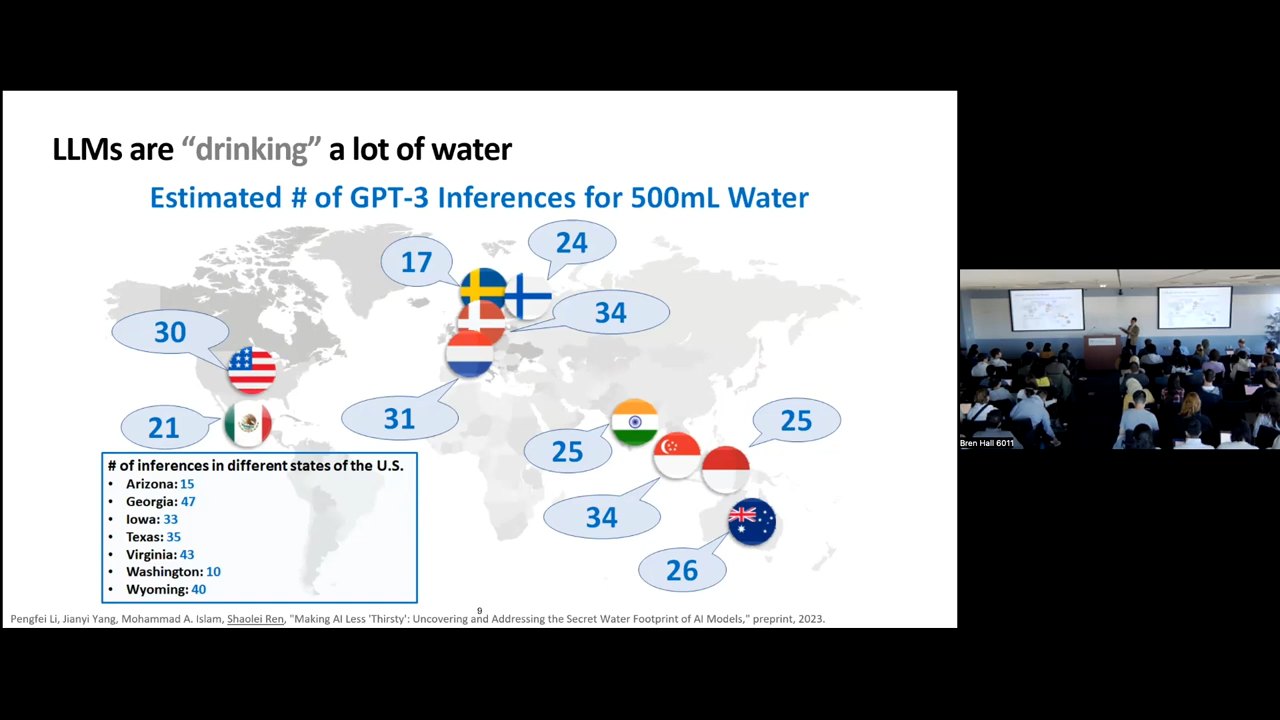 LLMs are “drinking” a lot of water
Estimated # of GPT-3 Inferences for 500mL Water
17
24
34
30
21
31
25
25
34
26
# of inferences in different states of the U.S.
• Arizona: 15
• Georgia: 47
• Iowa: 33
• Texas: 35
• Virginia: 43
• Washington: 10
• Wyoming: 40
9
Pengfei Li, Jianyi Yang, Mohammad A. Islam, Shaolei Ren, "Making AI Less 'Thirsty': Uncovering and Addressing the Secret Water Footprint of AI Models," preprint, 2023.
Bren Hall 6011